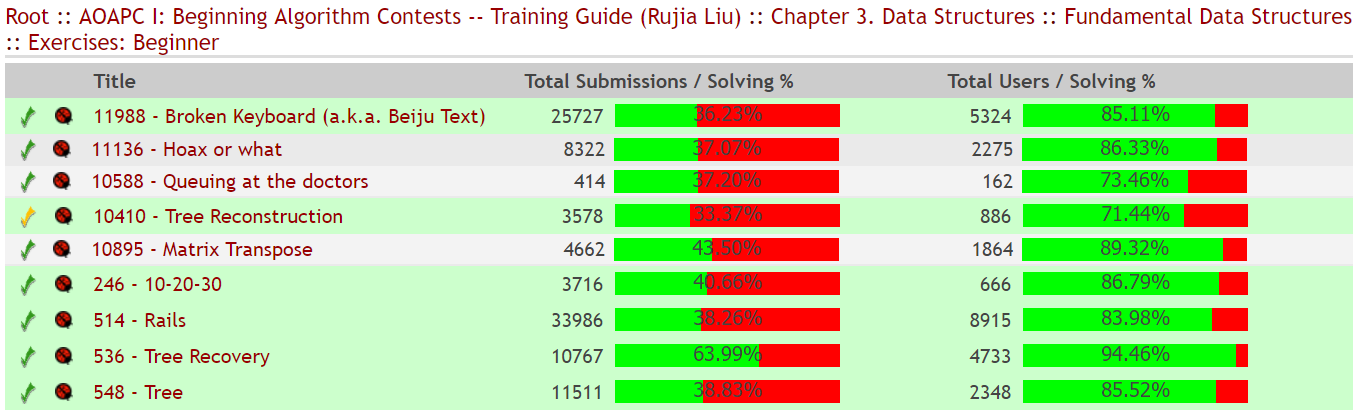 Root :: AOAPC I: Beginning Algorithm Contests -- Training Guide (Rujia Liu) :: Chapter 3. Data Structures :: Fundamental Data Structures
:: Exercises: Beginner
Title Total Submissions / Solving % Total Users / Solving %
11988 - Broken Keyboard (a.k.a. Beiju Text) 25727 36.23% 5324 85.11%
11136 - Hoax or what 8322 37.07% 2275 86.33%
10588 - Queuing at the doctors 414 37.20% 162 73.46%
10410 - Tree Reconstruction 3578 33.37% 886 71.44%
10895 - Matrix Transpose 4662 43.50% 1864 89.32%
246 - 10-20-30 3716 40.66% 666 86.79%
514 - Rails 33986 38.26% 8915 83.98%
536 - Tree Recovery 10767 63.99% 4733 94.46%
548 - Tree 11511 38.83% 2348 85.52%